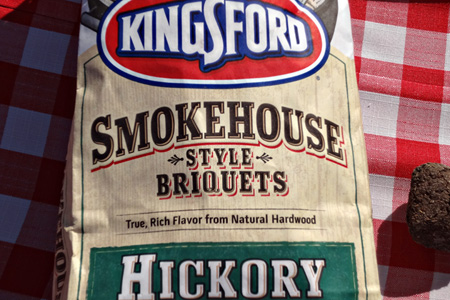 KINGSFORD
SMOKEHOUSE
STYLE
BRIQUETS
True, Rich Flavor from Natural Hardwood
HICKORY